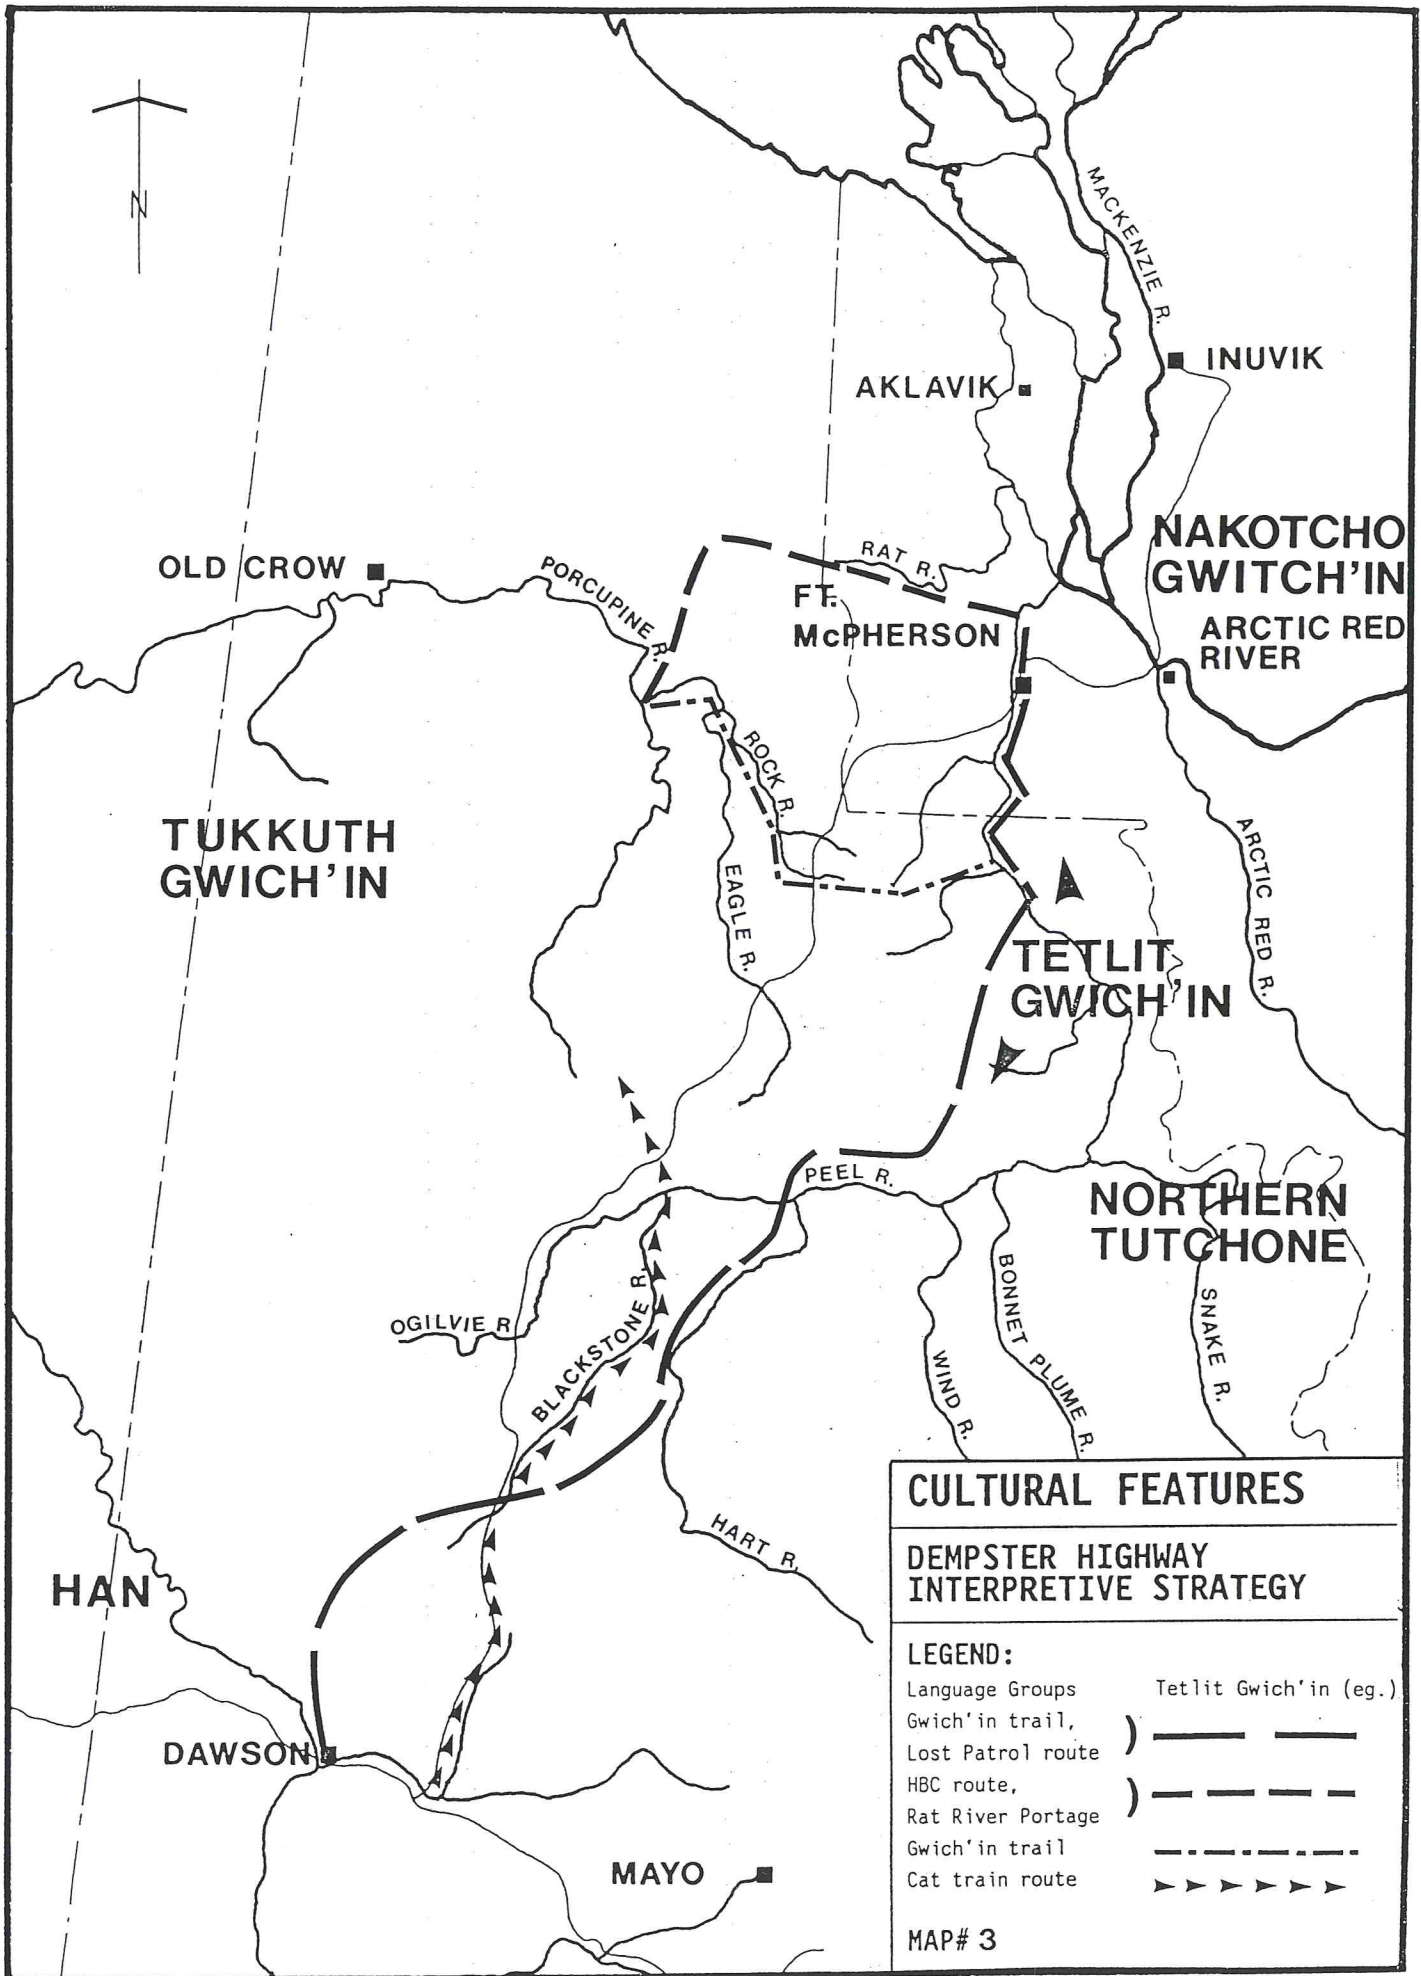 N
MACKENZIE R.
INUVIK
AKLAVIK
NAKOTCHO
GWITCH'IN
OLD CROW
PORCUPINE R.
RAT R.
FT.
McPHERSON
ARCTIC RED
RIVER
ROCK R.
TUKKUTH
GWICH'IN
EAGLE R.
ARCTIC RED R.
TETLIT
GWICH'IN
PEEL R.
NORTHERN
TUTCHONE
OGILVIE R.
BLACKSTONE R.
WIND R.
BONNET PLUME R.
SNAKE R.
HART R.
HAN
DAWSON
MAYO
CULTURAL FEATURES
DEMPSTER HIGHWAY
INTERPRETIVE STRATEGY
LEGEND:
Language Groups Tetlit Gwich'in (eg.)
Gwich'in trail,
Lost Patrol route )
HBC route,
Rat River Portage )
Gwich'in trail
Cat train route
MAP# 3